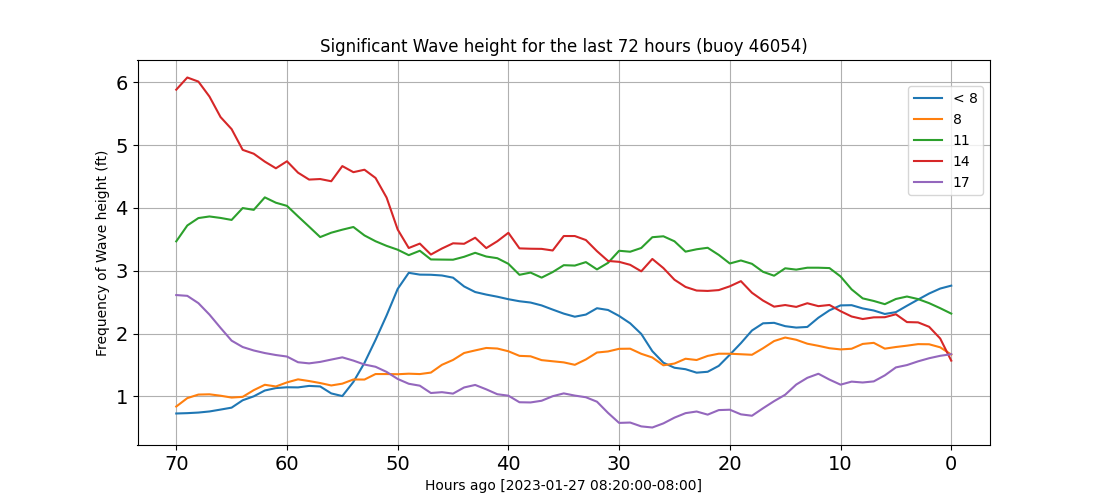 Significant Wave height for the last 72 hours (buoy 46054)
Frequency of Wave height (ft)
6
5
4
3
2
1
< 8
8
11
14
17
70 60 50 40 30 20 10 0
Hours ago [2023-01-27 08:20:00-08:00]